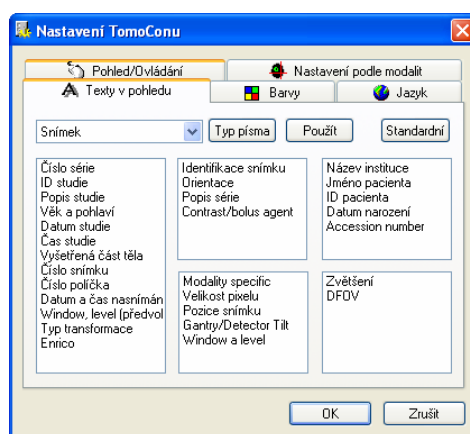 Nastavení TomoConu
Pohled/Ovládání
Nastavení podle modalit
Texty v pohledu
Barvy
Jazyk
Snímek
Typ písma
Použít
Standardní
Číslo série
ID studie
Popis studie
Věk a pohlaví
Datum studie
Čas studie
Vyšetřená část těla
Číslo snímku
Číslo políčka
Datum a čas nasnímán
Window, level (předvol
Typ transformace
Enrico
Identifikace snímku
Orientace
Popis série
Contrast/bolus agent
Název instituce
Jméno pacienta
ID pacienta
Datum narození
Accession number
Modality specific
Velikost pixelu
Pozice snímku
Gantry/Detector Tilt
Window a level
Zvětšení
DFOV
OK
Zrušit